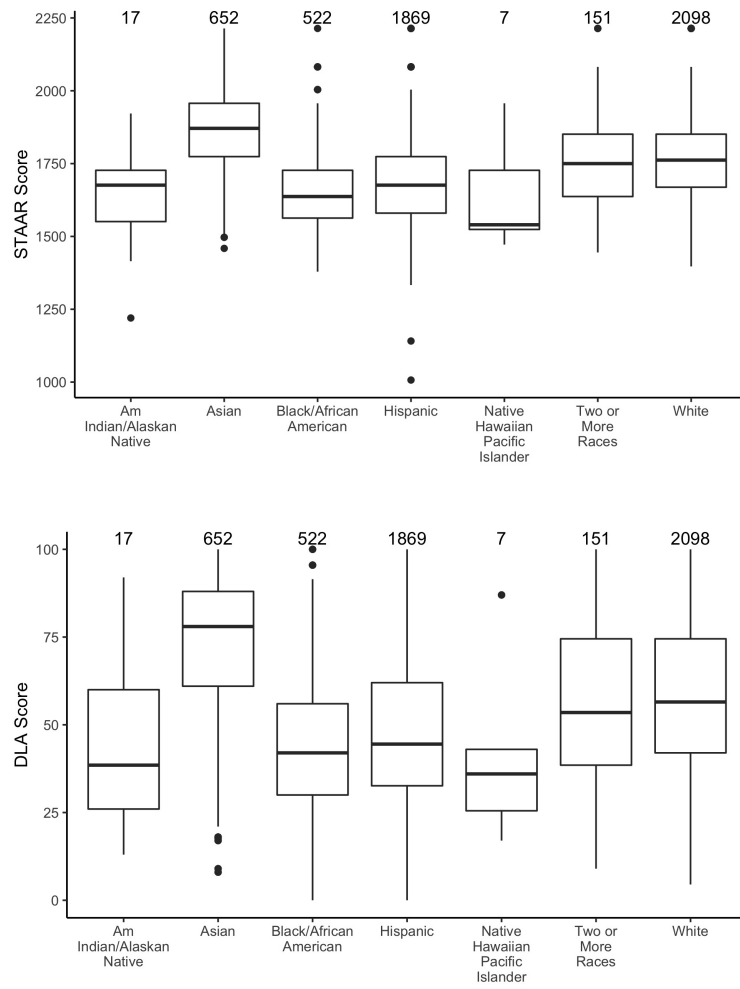 17 652 522 1869 7 151 2098
2250
2000
1750
1500
1250
1000
STAAR Score
Am
Indian/Alaskan
Native
Asian
Black/African
American
Hispanic
Native
Hawaiian
Pacific
Islander
Two or
More
Races
White
17 652 522 1869 7 151 2098
100
75
50
25
0
DLA Score
Am
Indian/Alaskan
Native
Asian
Black/African
American
Hispanic
Native
Hawaiian
Pacific
Islander
Two or
More
Races
White